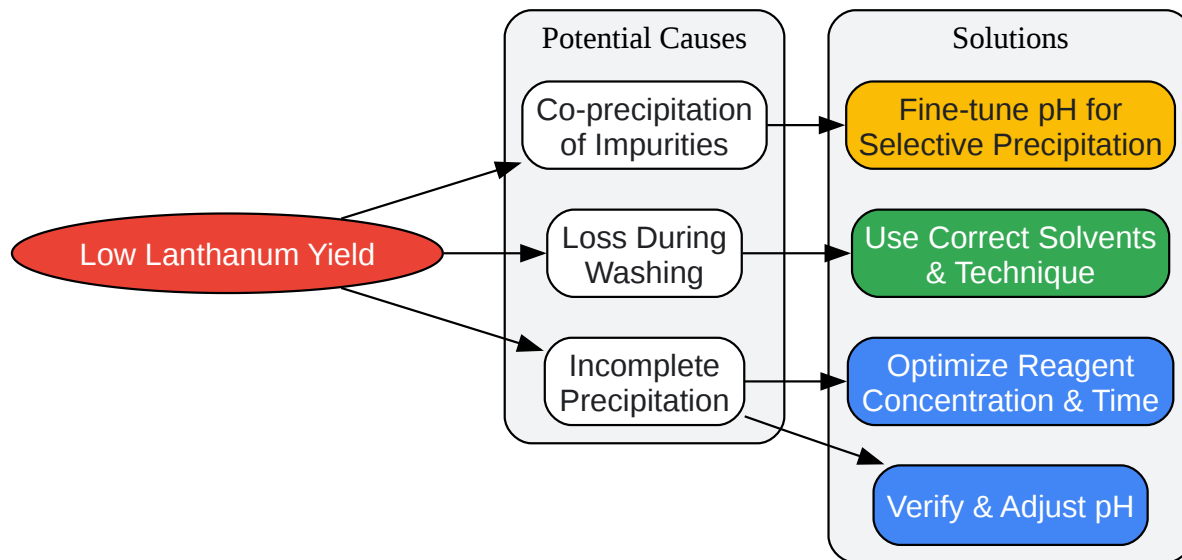 Potential Causes
Solutions
Co-precipitation
of Impurities
Fine-tune pH for
Selective Precipitation
Low Lanthanum Yield
Loss During
Washing
Use Correct Solvents
& Technique
Incomplete
Precipitation
Optimize Reagent
Concentration & Time
Verify & Adjust pH